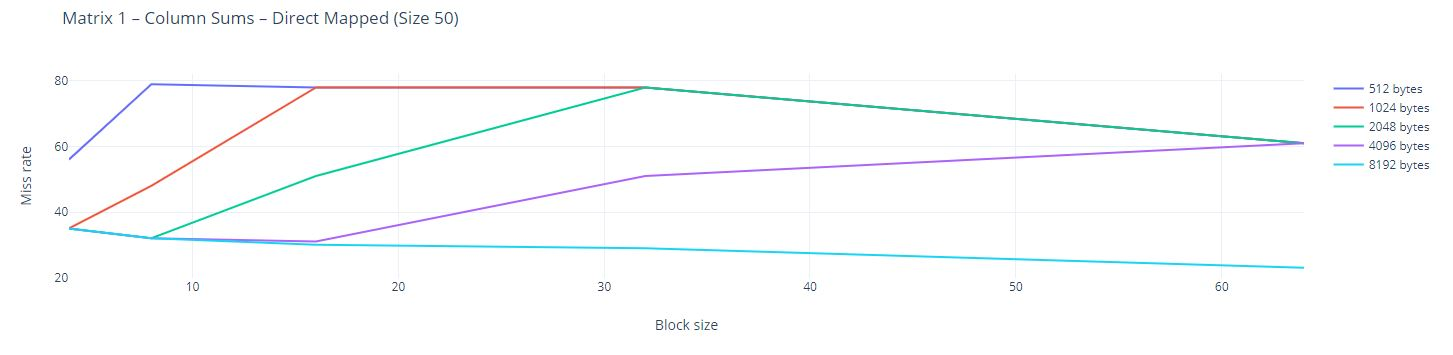 Matrix 1 – Column Sums – Direct Mapped (Size 50)
80
60
40
20
Miss rate
10 20 30 40 50 60
Block size
512 bytes
1024 bytes
2048 bytes
4096 bytes
8192 bytes